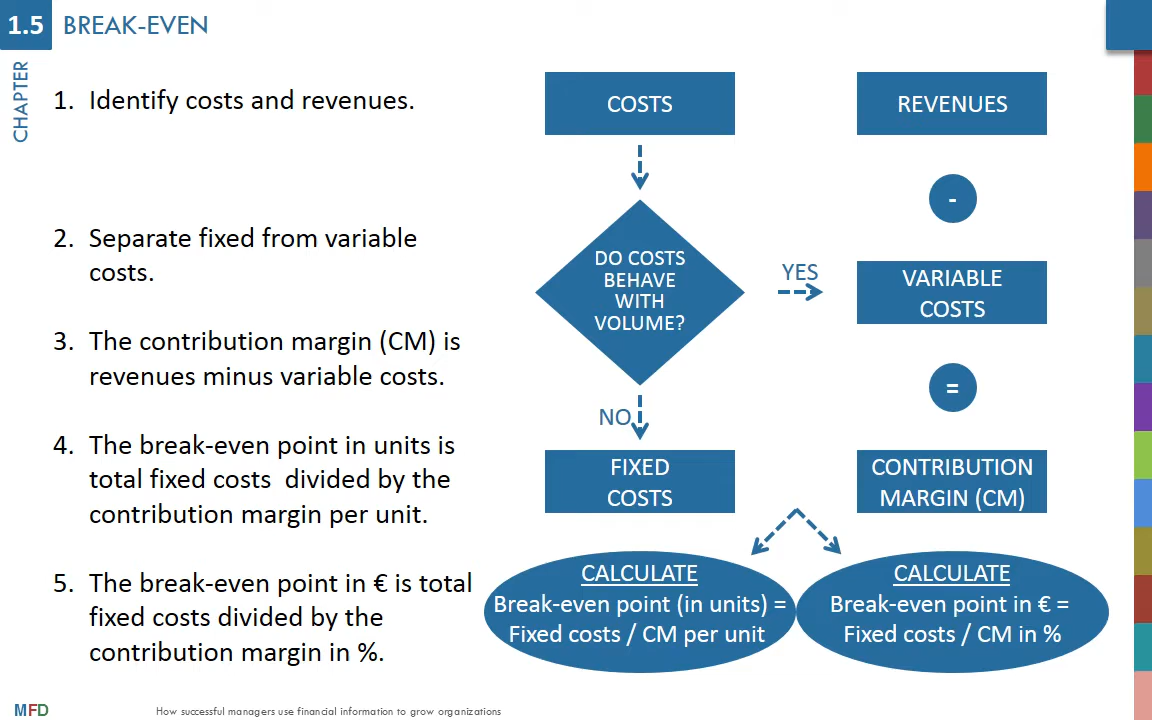 1.5 BREAK-EVEN
CHAPTER
1. Identify costs and revenues.
2. Separate fixed from variable
costs.
3. The contribution margin (CM) is
revenues minus variable costs.
4. The break-even point in units is
total fixed costs divided by the
contribution margin per unit.
5. The break-even point in € is total
fixed costs divided by the
contribution margin in %.
COSTS
REVENUES
-
DO COSTS
BEHAVE
WITH
VOLUME?
YES
VARIABLE
COSTS
=
NO
FIXED
COSTS
CONTRIBUTION
MARGIN (CM)
CALCULATE
Break-even point (in units) =
Fixed costs / CM per unit
CALCULATE
Break-even point in € =
Fixed costs / CM in %
MFD
How successful managers use financial information to grow organizations